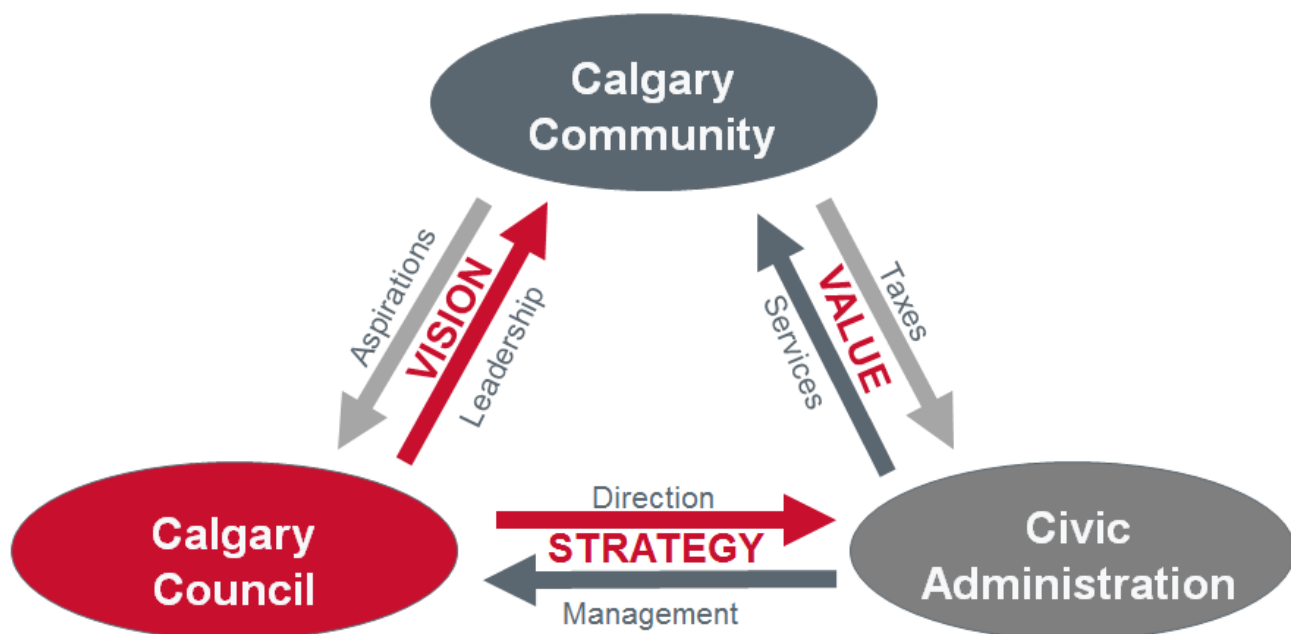 Calgary
Community
Aspirations
VISION
Leadership
Services
VALUE
Taxes
Calgary
Council
Direction
STRATEGY
Management
Civic
Administration